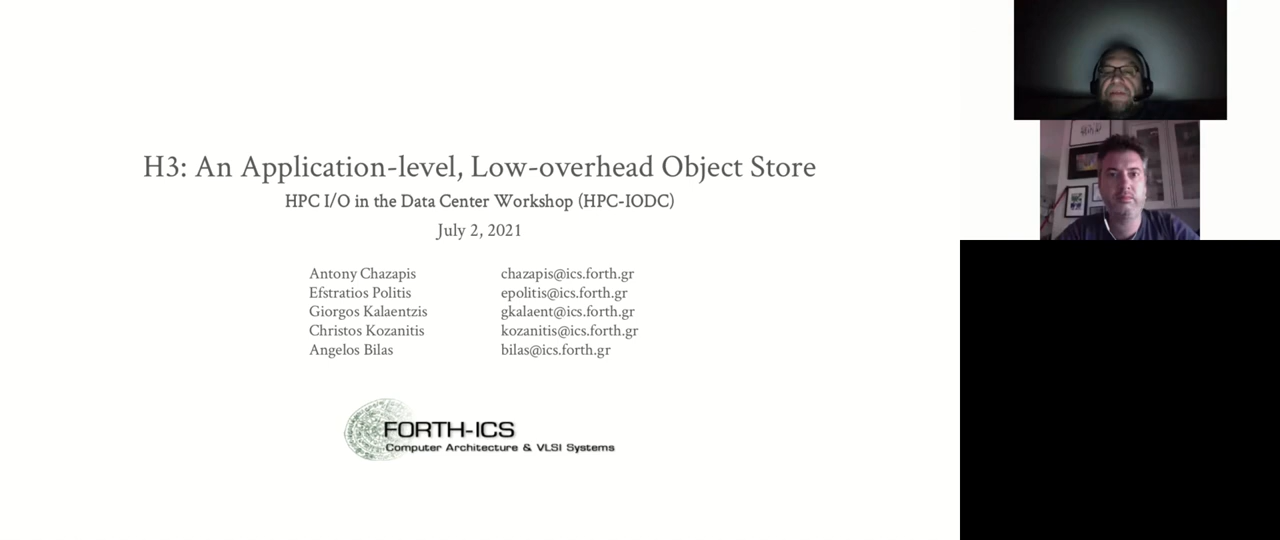 H3: An Application-level, Low-overhead Object Store
HPC I/O in the Data Center Workshop (HPC-IODC)
July 2, 2021
Antony Chazapis chazapis@ics.forth.gr
Efstratios Politis epolitis@ics.forth.gr
Giorgos Kalaentzis gkalaent@ics.forth.gr
Christos Kozanitis kozanitis@ics.forth.gr
Angelos Bilas bilas@ics.forth.gr
FORTH-ICS
Computer Architecture & VLSI Systems